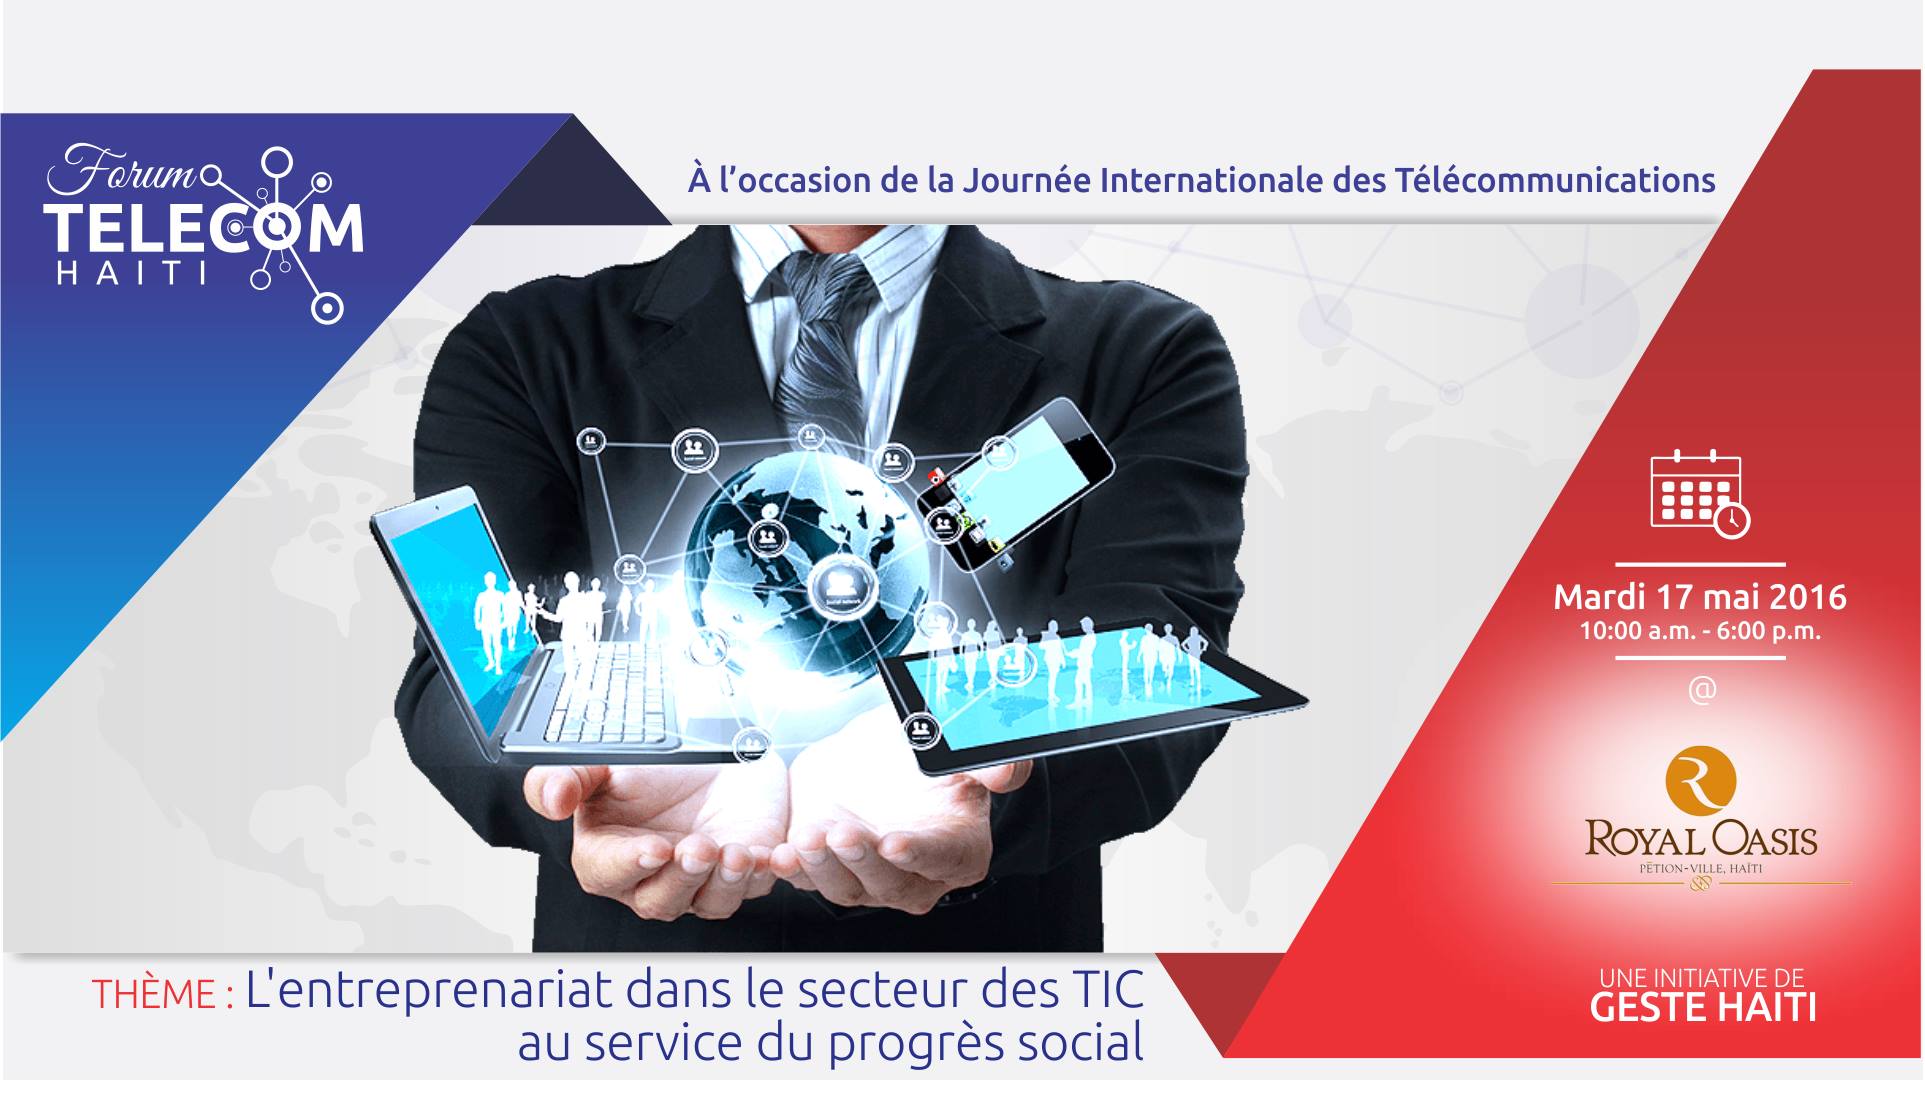 Forum
TELECOM
HAITI
À l’occasion de la Journée Internationale des Télécommunications
Social network
Mardi 17 mai 2016
10:00 a.m. - 6:00 p.m.
@
R
ROYAL OASIS
PÉTION-VILLE, HAÏTI
THÈME : L'entreprenariat dans le secteur des TIC
au service du progrès social
UNE INITIATIVE DE
GESTE HAITI